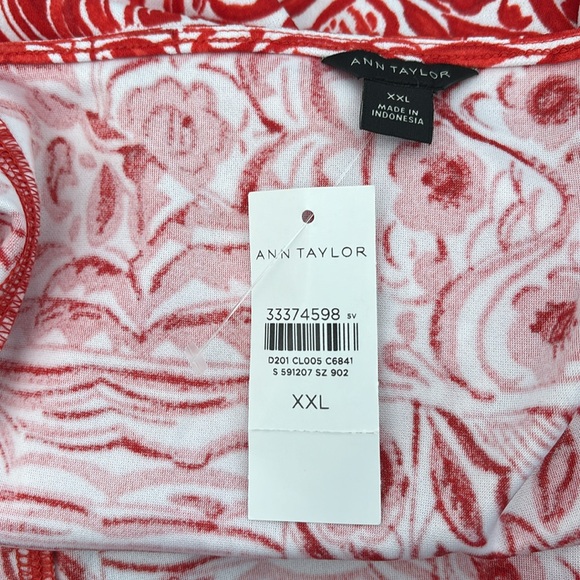 ANN TAYLOR
XXL
MADE IN
INDONESIA
ANN TAYLOR
33374598 SV
D201 CL005 C6841
S 591207 SZ 902
XXL